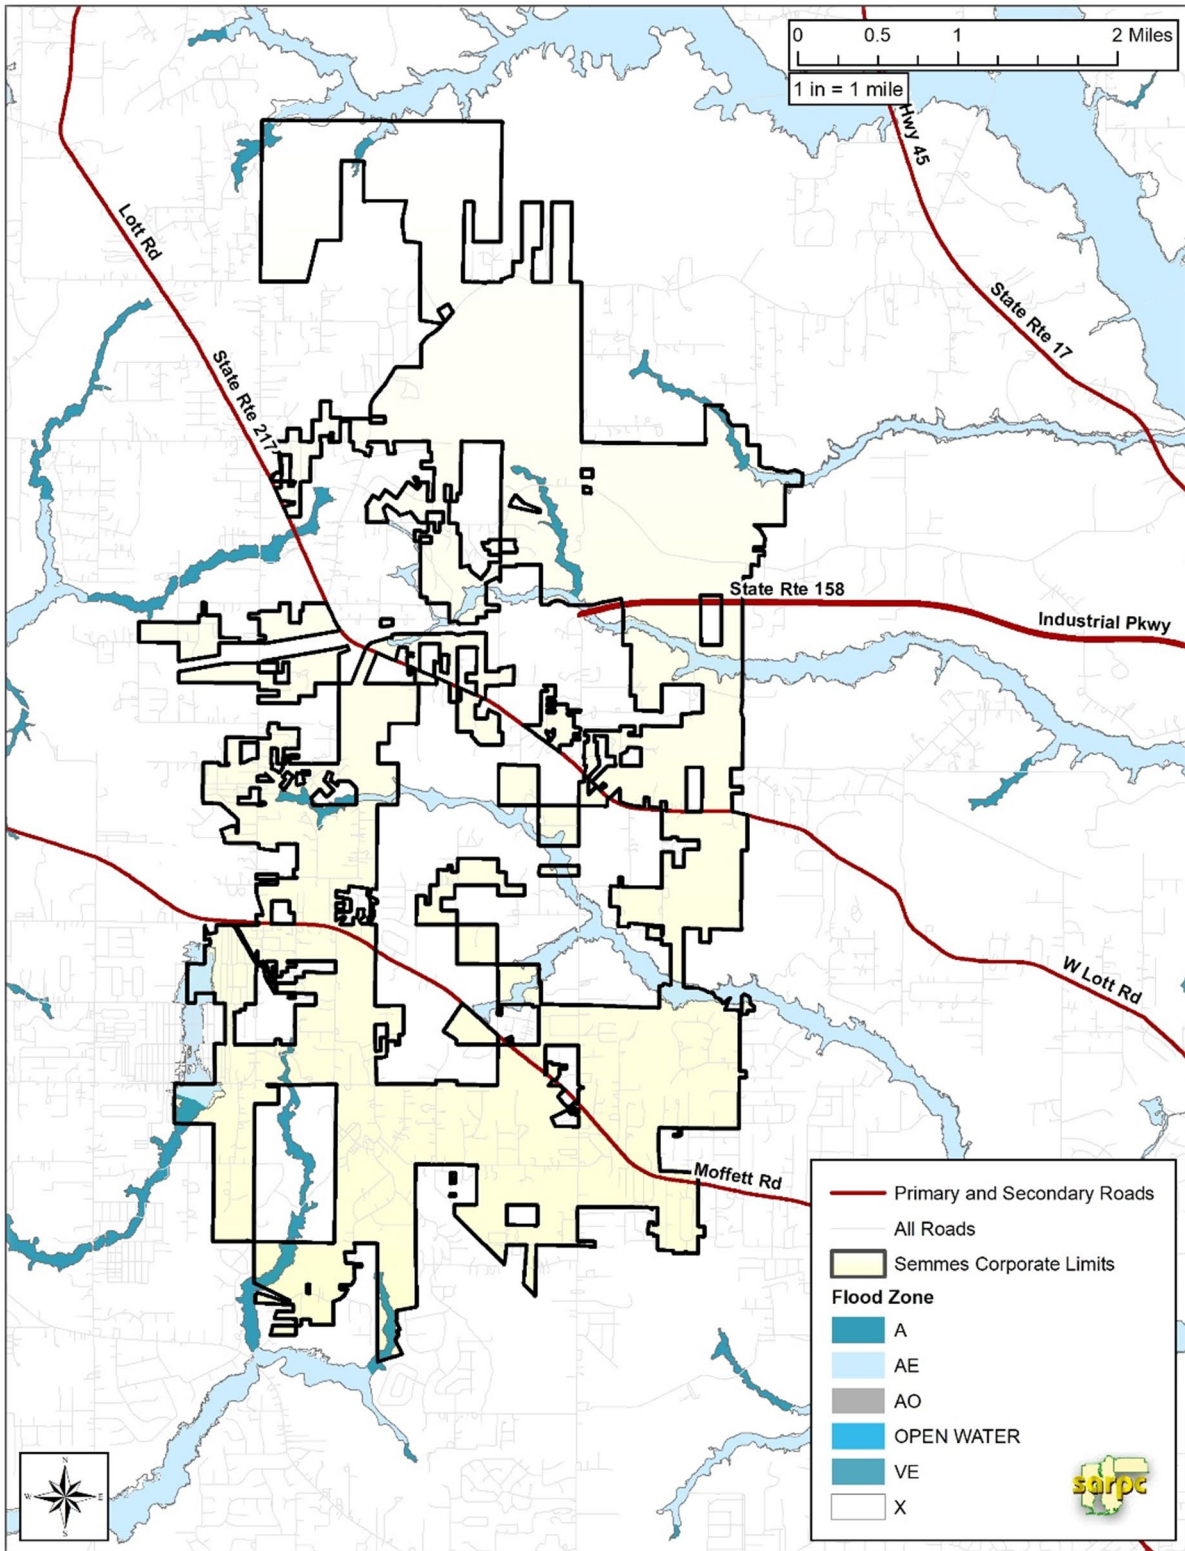 0 0.5 1 2 Miles
1 in = 1 mile
Hwy 45
Lott Rd
State Rte 17
State Rte 217
State Rte 158
Industrial Pkwy
W Lott Rd
Moffett Rd
Primary and Secondary Roads
All Roads
Semmes Corporate Limits
Flood Zone
A
AE
AO
OPEN WATER
VE
X
sarpc
N
W E
S